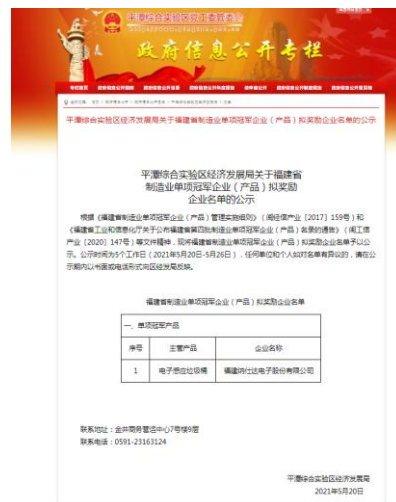 平潭综合实验区党工委管委会
政府信息公开专栏
平潭综合实验区经济发展局关于福建省制造业单项冠军企业（产品）拟奖励企业名单的公示
平潭综合实验区经济发展局关于福建省
制造业单项冠军企业（产品）拟奖励
企业名单的公示
根据《福建省制造业单项冠军企业（产品）管理实施细则》（闽经信产业〔2017〕159号）和
《福建省工业和信息化厅关于公布福建省第四批制造业单项冠军企业（产品）名录的通告》（闽工信
产业〔2020〕147号）等文件精神，现将福建省制造业单项冠军企业（产品）拟奖励企业名单予以公
示。公示时间为5个工作日（2021年5月20日-5月
26日），任何单位和个人如对名单有异议的，请在公
示期内以书面或电话形式向区经发局反映。
福建省制造业单项冠军企业（产品）拟奖励企业名单
一、单项冠军产品
序号 主营产品 企业名称
1 电子感应垃圾桶 福建纳仕达电子股份有限公司
联系地址：金井商务营运中心7号楼9层
联系电话：0591-23163124
平潭综合实验区经济发展局
2021年5月20日